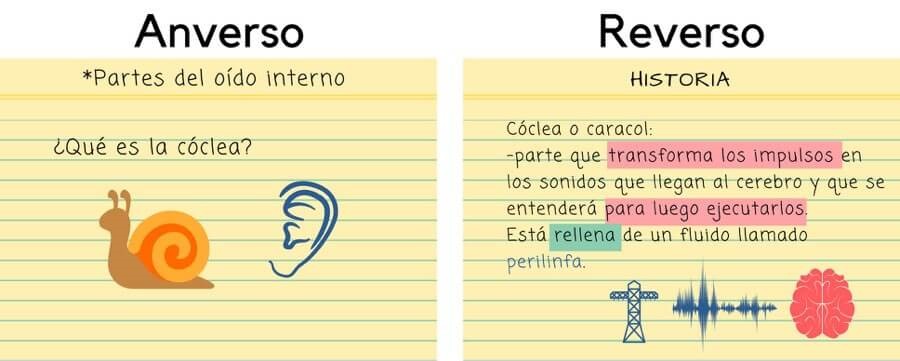 Anverso
*Partes del oído interno
¿Qué es la cóclea?
Reverso
HISTORIA
Cóclea o caracol:
-parte que transforma los impulsos en
los sonidos que llegan al cerebro y que se
entenderá para luego ejecutarlos.
Está rellena de un fluido llamado
perilinfa.